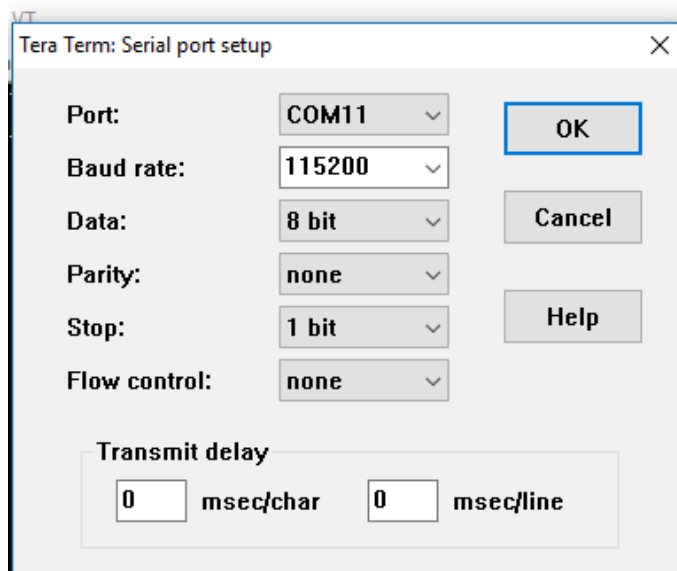 VT
Tera Term: Serial port setup
Port: COM11 OK
Baud rate: 115200
Data: 8 bit Cancel
Parity: none
Stop: 1 bit Help
Flow control: none
Transmit delay
0 msec/char 0 msec/line